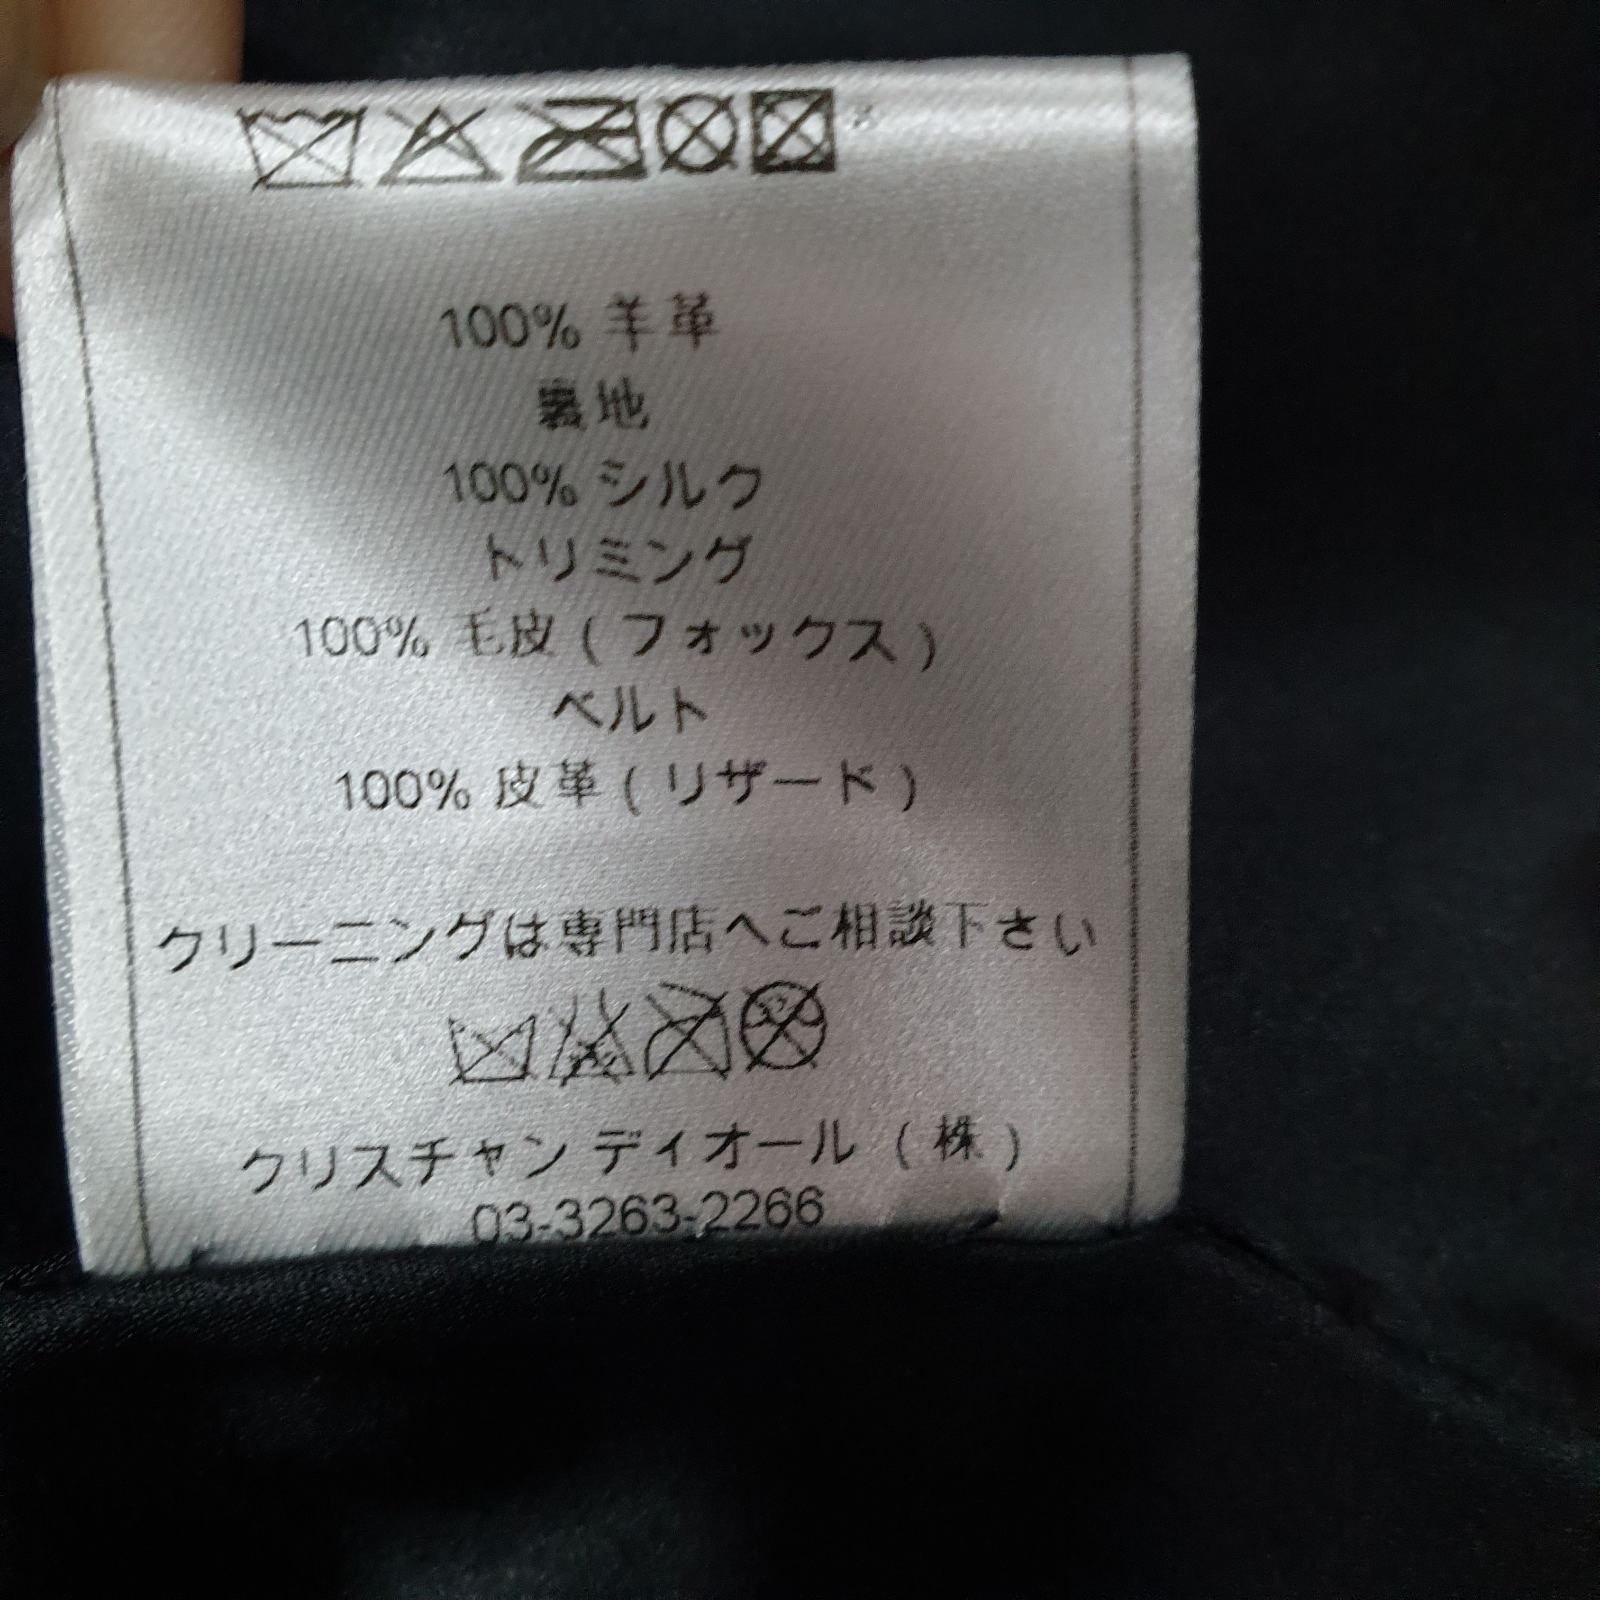 100% 羊革
裏地
100% シルク
トリミング
100% 毛皮 ( フォックス )
ベルト
100% 皮革 ( リザード )
クリーニングは専門店へご相談下さい
クリスチャン ディオール ( 株 )
03-3263-2266